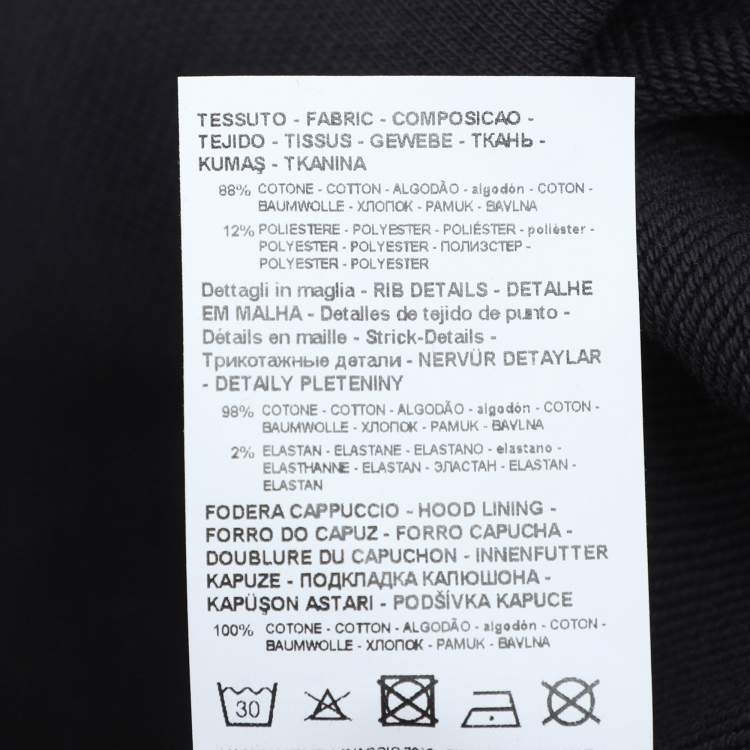 TESSUTO - FABRIC - COMPOSICAO -
TEJIDO - TISSUS - GEWEBE - ТКАНЬ -
KUMAŞ - TKANINA
88% COTONE - COTTON - ALGODÃO - algodón - COTON -
BAUMWOLLE - ХЛОПОК - PAMUK - BAVLNA
12% POLIESTERE - POLYESTER - POLIÉSTER - poliéster -
POLYESTER - POLYESTER - ПОЛИЭСТЕР -
POLYESTER - POLYESTER
Dettagli in maglia - RIB DETAILS - DETALHE
EM MALHA - Detalles de tejido de punto -
Détails en maille - Strick-Details -
Трикотажные детали - NERVÜR DETAYLAR
- DETAILY PLETENINY
98% COTONE - COTTON - ALGODÃO - algodón - COTON -
BAUMWOLLE - ХЛОПОК - PAMUK - BAVLNA
2% ELASTAN - ELASTANE - ELASTANO - elastano -
ELASTHANNE - ELASTAN - ЭЛАСТАН - ELASTAN -
ELASTAN
FODERA CAPPUCCIO - HOOD LINING -
FORRO DO CAPUZ - FORRO CAPUCHA -
DOUBLURE DU CAPUCHON - INNENFUTTER
KAPUZE - ПОДКЛАДКА КАПЮШОНА -
KAPÜŞON ASTARI - PODŠÍVKA KAPUCE
100% COTONE - COTTON - ALGODÃO - algodón - COTON -
BAUMWOLLE - ХЛОПОК - PAMUK - BAVLNA
30